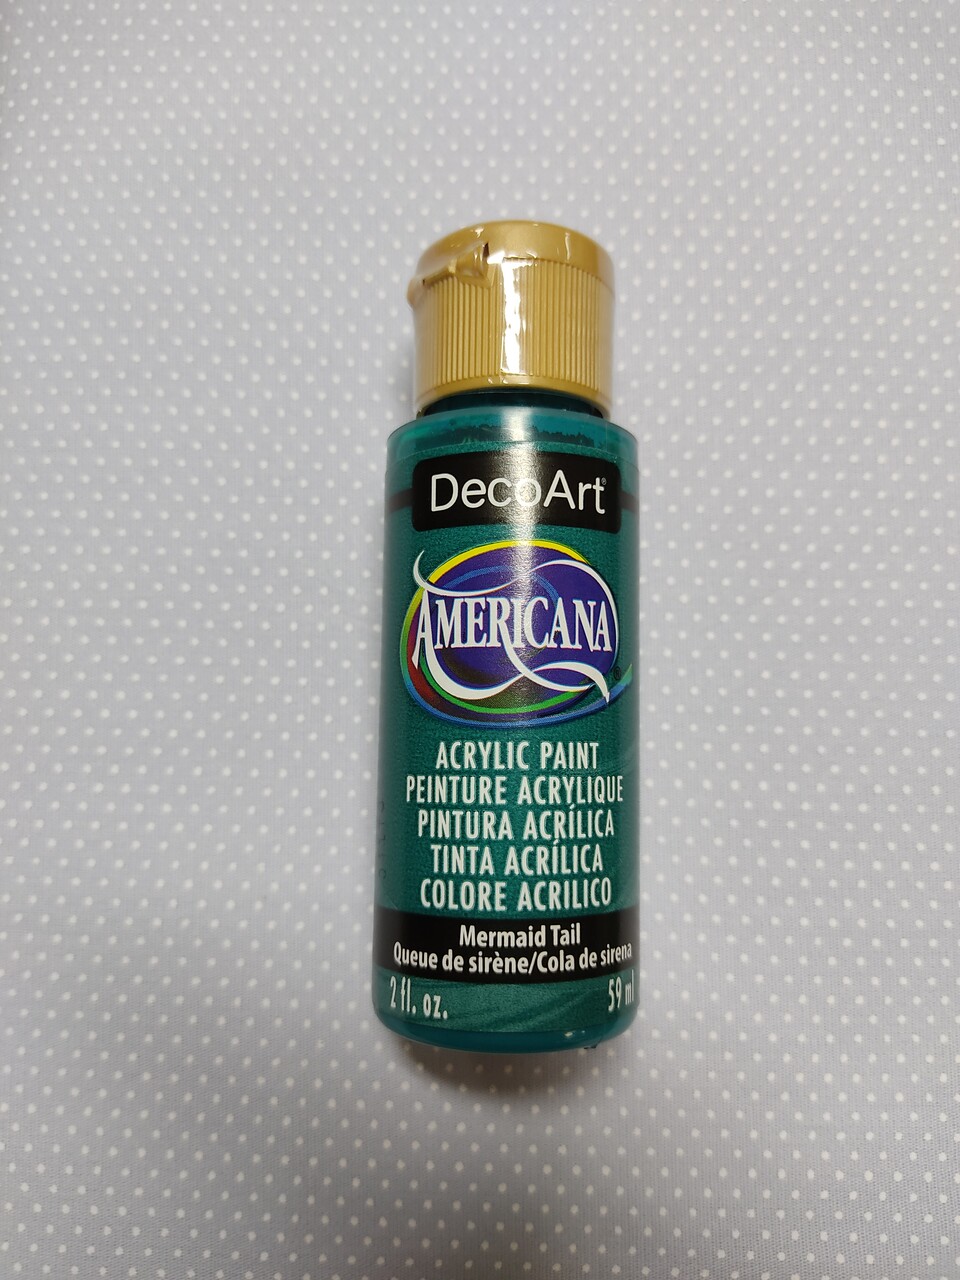 DecoArt®
AMERICANA®
ACRYLIC PAINT
PEINTURE ACRYLIQUE
PINTURA ACRÍLICA
TINTA ACRÍLICA
COLORE ACRILICO
Mermaid Tail
Queue de sirène/Cola de sirena
2 fl. oz. 59 ml